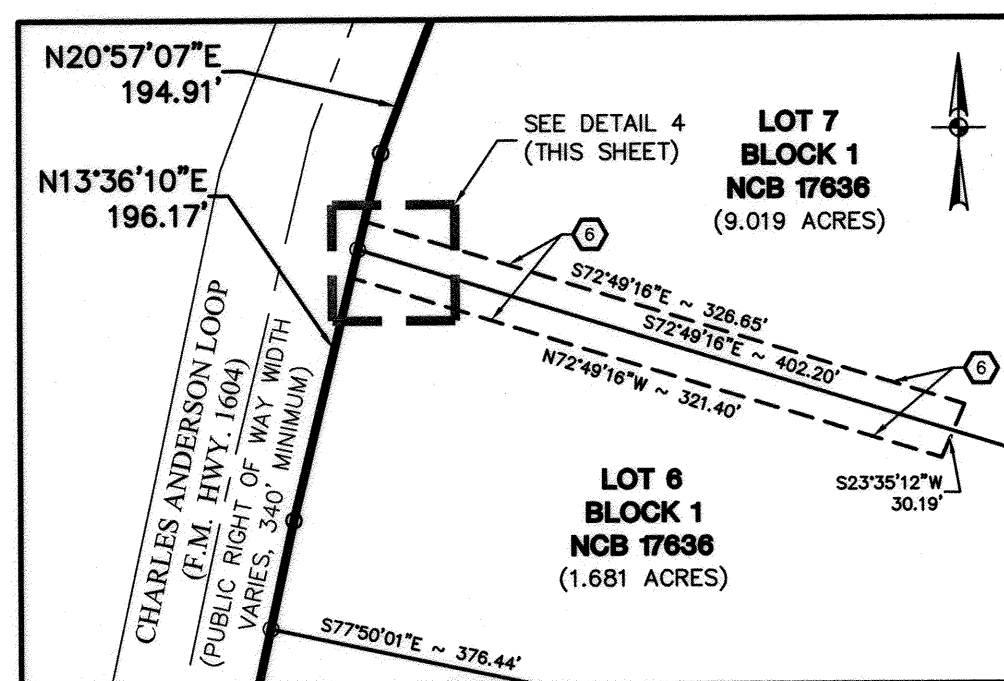 N20°57'07"E
194.91'
SEE DETAIL 4
(THIS SHEET)
LOT 7
BLOCK 1
NCB 17636
(9.019 ACRES)
N13°36'10"E
196.17'
6
S72°49'16"E ~ 326.65'
S72°49'16"E ~ 402.20'
N72°49'16"W ~ 321.40'
6
CHARLES ANDERSON LOOP
(F.M. HWY. 1604)
(PUBLIC RIGHT OF WAY WIDTH
VARIES, 340' MINIMUM)
LOT 6
BLOCK 1
NCB 17636
(1.681 ACRES)
S23°35'12"W
30.19'
S77°50'01"E ~ 376.44'